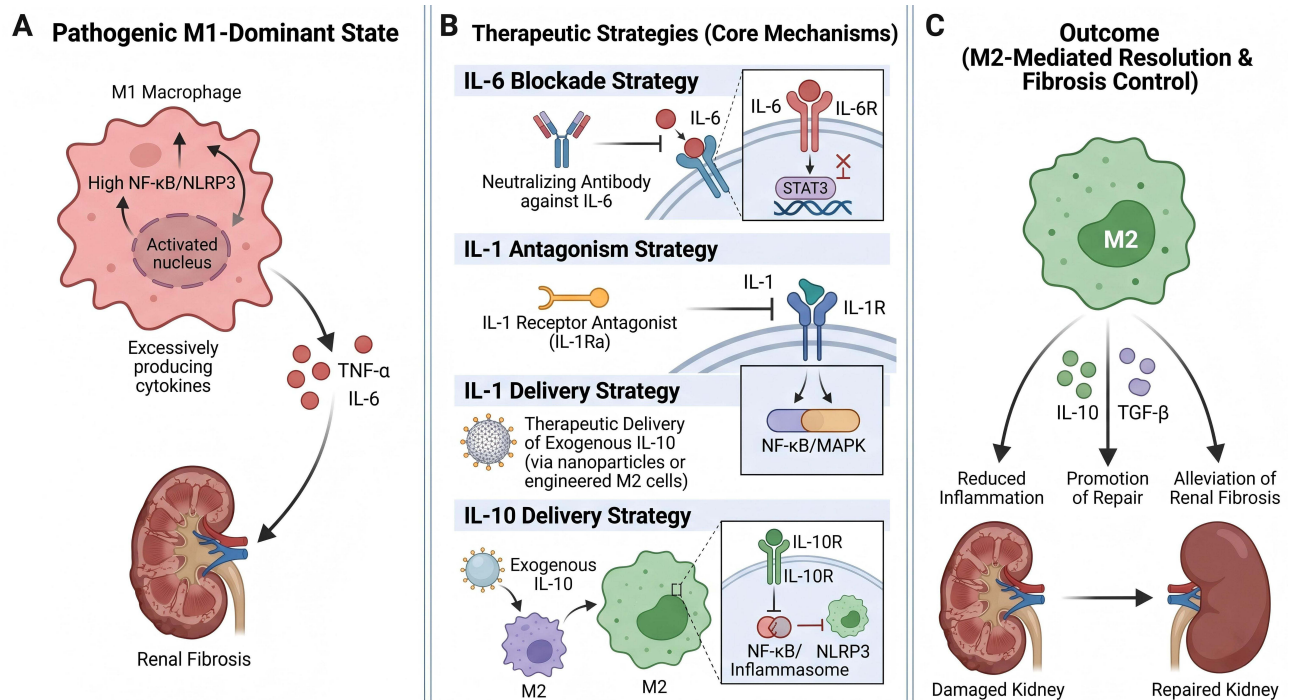 A
Pathogenic M1-Dominant State
M1 Macrophage
High NF-κB/NLRP3
Activated
nucleus
Excessively
producing
cytokines
TNF-α
IL-6
Renal Fibrosis
B
Therapeutic Strategies (Core Mechanisms)
IL-6 Blockade Strategy
IL-6
Neutralizing Antibody
against IL-6
IL-6
IL-6R
STAT3
IL-1 Antagonism Strategy
IL-1 Receptor Antagonist
(IL-1Ra)
IL-1
IL-1R
NF-κB/MAPK
IL-1 Delivery Strategy
Therapeutic Delivery
of Exogenous IL-10
(via nanoparticles or
engineered M2 cells)
IL-10 Delivery Strategy
Exogenous
IL-10
M2
M2
IL-10R
IL-10R
NF-κB/
Inflammasome
NLRP3
C
Outcome
(M2-Mediated Resolution &
Fibrosis Control)
M2
IL-10
TGF-β
Reduced
Inflammation
Promotion
of Repair
Alleviation of
Renal Fibrosis
Damaged Kidney
Repaired Kidney